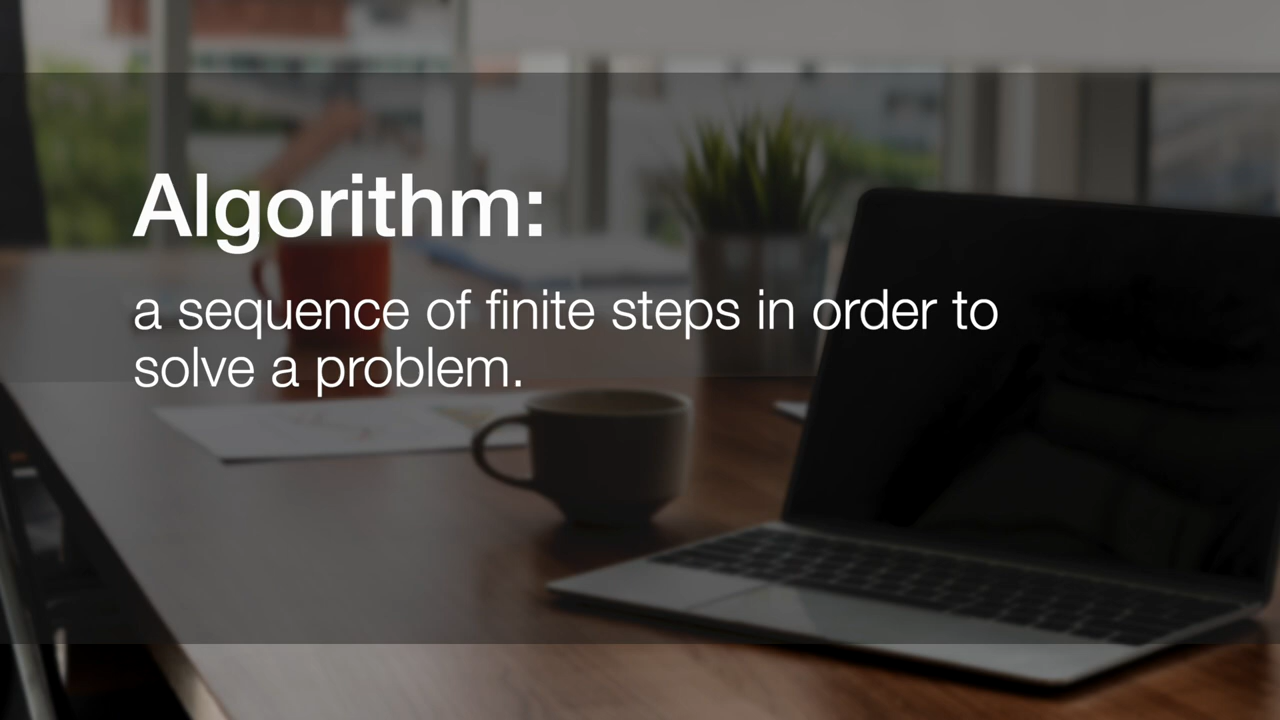 Algorithm:
a sequence of finite steps in order to
solve a problem.